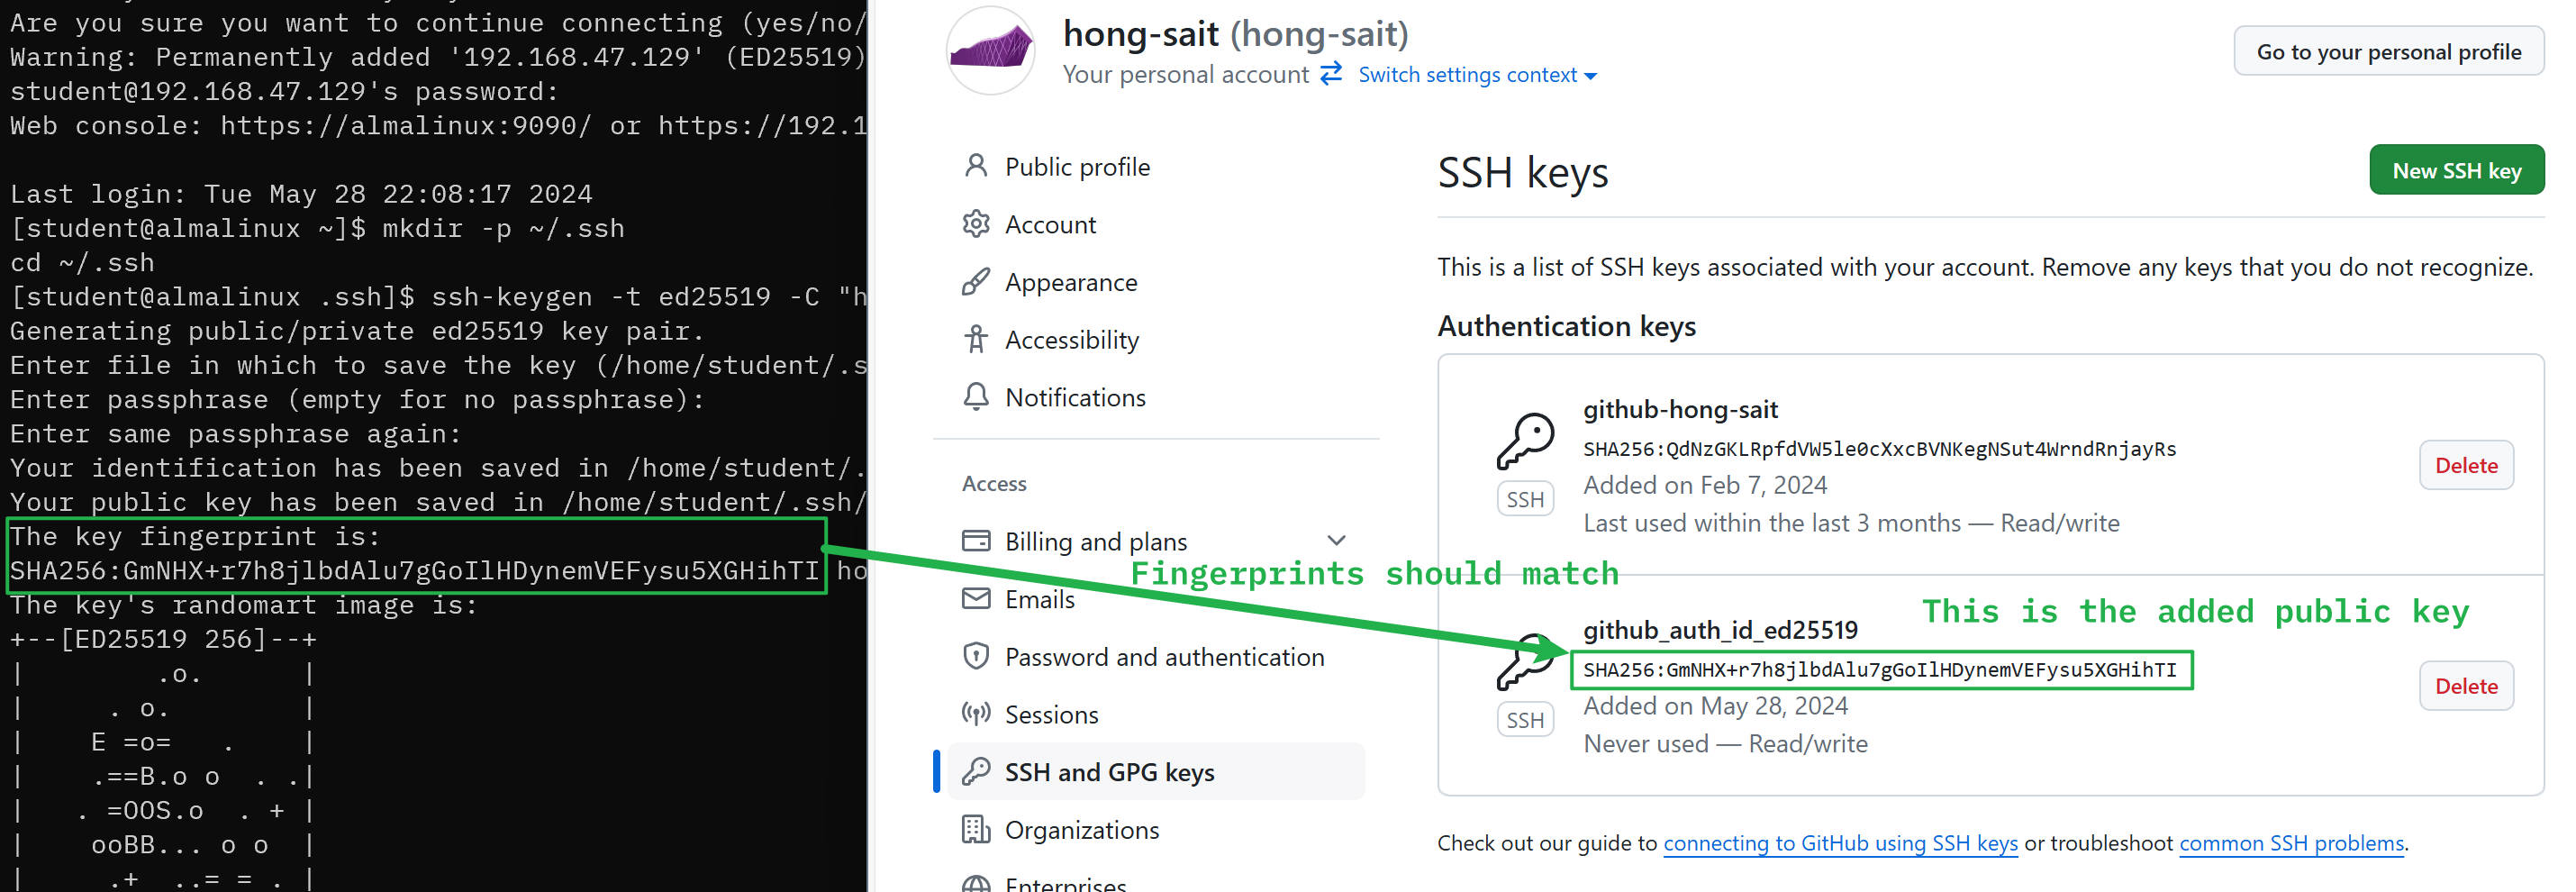 Are you sure you want to continue connecting (yes/no/
Warning: Permanently added '192.168.47.129' (ED25519)
student@192.168.47.129's password:
Web console: https://almalinux:9090/ or https://192.1
Last login: Tue May 28 22:08:17 2024
[student@almalinux ~]$ mkdir -p ~/.ssh
cd ~/.ssh
[student@almalinux .ssh]$ ssh-keygen -t ed25519 -C "h
Generating public/private ed25519 key pair.
Enter file in which to save the key (/home/student/.s
Enter passphrase (empty for no passphrase):
Enter same passphrase again:
Your identification has been saved in /home/student/.
Your public key has been saved in /home/student/.ssh/
The key fingerprint is:
SHA256:GmNHX+r7h8jlbdAlu7gGoIlHDynemVEFysu5XGHihTI ho
The key's randomart image is:
+--[ED25519 256]--+
|         .o.      |
|      . o.        |
|     E =o=   .    |
|     .==B.o o  . .|
|    . =OOS.o  . + |
|     ooBB... o o  |
|      .+  ..= = . |
hong-sait (hong-sait)
Your personal account Switch settings context
Go to your personal profile
Public profile
Account
Appearance
Accessibility
Notifications
Access
Billing and plans
Emails
Password and authentication
Sessions
SSH and GPG keys
Organizations
Enterprises
SSH keys
New SSH key
This is a list of SSH keys associated with your account. Remove any keys that you do not recognize.
Authentication keys
github-hong-sait
SHA256:QdNzGKLRpfdVW5le0cXxcBVNKegNSut4WrndRnjayRs
SSH
Added on Feb 7, 2024
Last used within the last 3 months — Read/write
Delete
Fingerprints should match
This is the added public key
github_auth_id_ed25519
SHA256:GmNHX+r7h8jlbdAlu7gGoIlHDynemVEFysu5XGHihTI
SSH
Added on May 28, 2024
Never used — Read/write
Delete
Check out our guide to connecting to GitHub using SSH keys or troubleshoot common SSH problems.